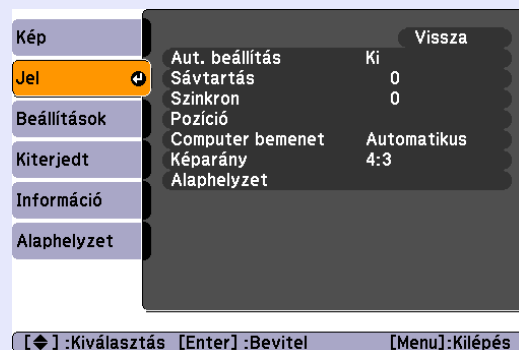 Kép
Jel
Beállítások
Kiterjedt
Információ
Alaphelyzet
Vissza
Aut. beállítás Ki
Sávtartás 0
Szinkron 0
Pozíció
Computer bemenet Automatikus
Képarány 4:3
Alaphelyzet
[◆] :Kiválasztás [Enter] :Bevitel [Menu]:Kilépés